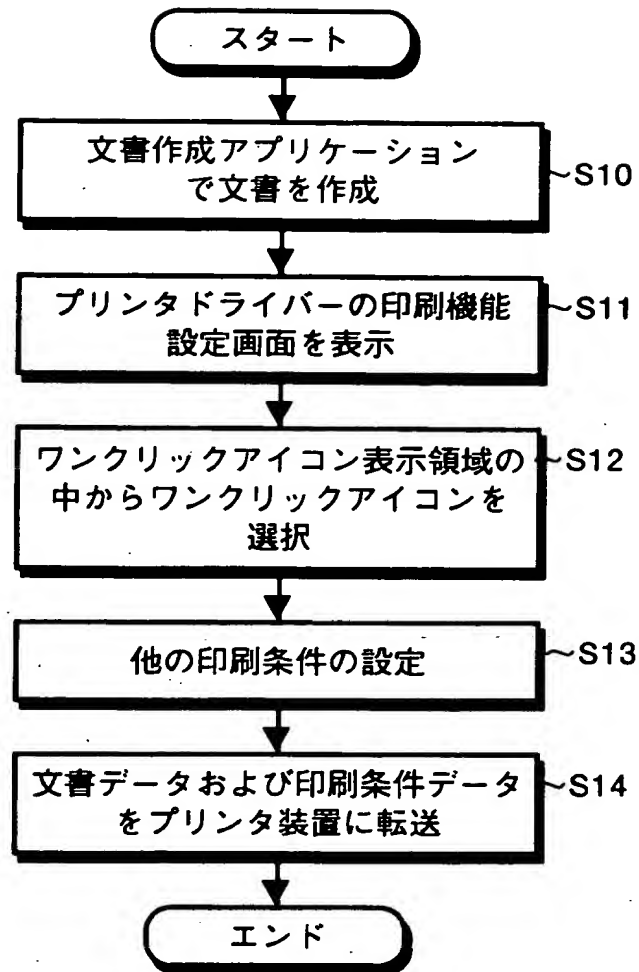 スタート
文書作成アプリケーション
で文書を作成
~S10
プリンタドライバーの印刷機能
設定画面を表示
~S11
ワンクリックアイコン表示領域の
中からワンクリックアイコンを
選択
~S12
他の印刷条件の設定
~S13
文書データおよび印刷条件データ
をプリンタ装置に転送
~S14
エンド